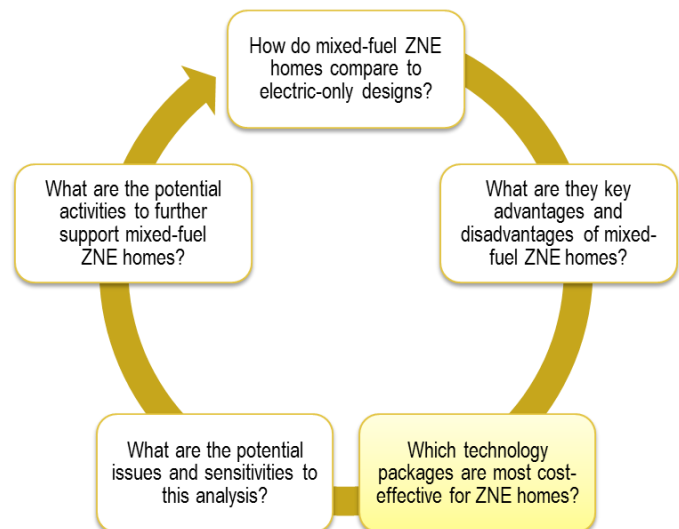 How do mixed-fuel ZNE
homes compare to
electric-only designs?
What are they key
advantages and
disadvantages of mixed-
fuel ZNE homes?
Which technology
packages are most cost-
effective for ZNE homes?
What are the potential
issues and sensitivities to
this analysis?
What are the potential
activities to further
support mixed-fuel
ZNE homes?